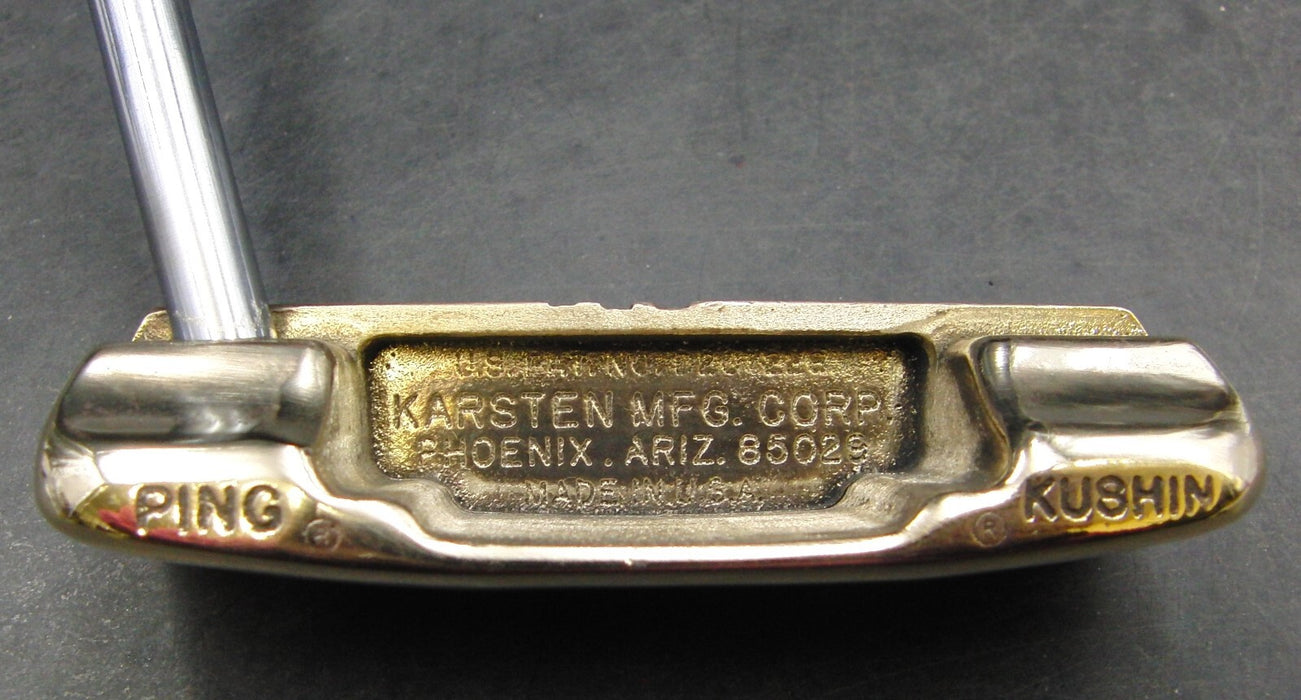 U.S.
KARSTEN MFG. CORP.
PHOENIX. ARIZ. 85029
MADE IN U.S.A.
PING ®
® KUSHIN